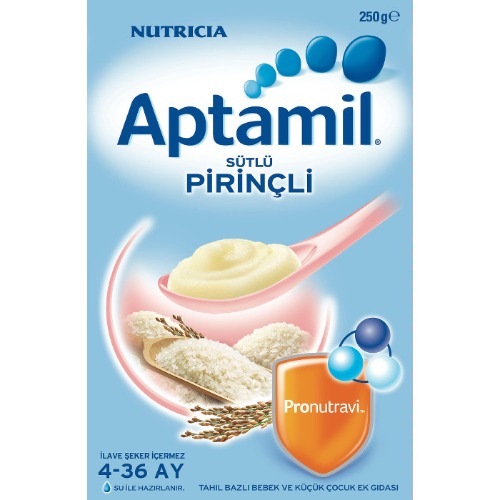 250g℮
NUTRICIA
Aptamil®
SÜTLÜ
PİRİNÇLİ
Pronutravi™
İLAVE ŞEKER İÇERMEZ
4-36 AY
SU İLE HAZIRLANIR.
TAHIL BAZLI BEBEK VE KÜÇÜK ÇOCUK EK GIDASI